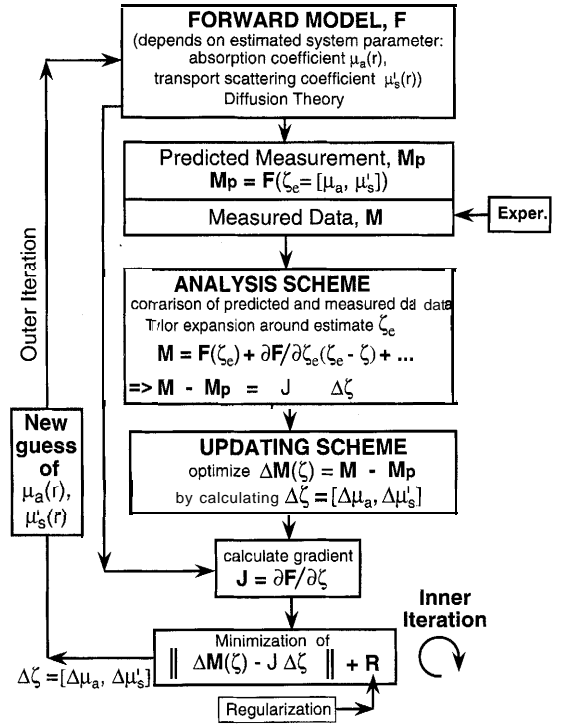 FORWARD MODEL, F
(depends on estimated system parameter:
absorption coefficient μa(r),
transport scattering coefficient μ's(r))
Diffusion Theory
Predicted Measurement, Mp
Mp = F(ζe=[μa, μ's])
Measured Data, M
Exper.
Outer Iteration
ANALYSIS SCHEME
comparison of predicted and measured da data
Tylor expansion around estimate ζe
M = F(ζe) + ∂F/∂ζe(ζe - ζ) + ...
=> M - Mp = J Δζ
New
guess
of
μa(r),
μ's(r)
UPDATING SCHEME
optimize ΔM(ζ) = M - Mp
by calculating Δζ =[Δμa, Δμ's]
calculate gradient
J = ∂F/∂ζ
Inner
Iteration
Minimization of
|| ΔM(ζ) - J Δζ || + R
Δζ =[Δμa, Δμ's]
Regularization